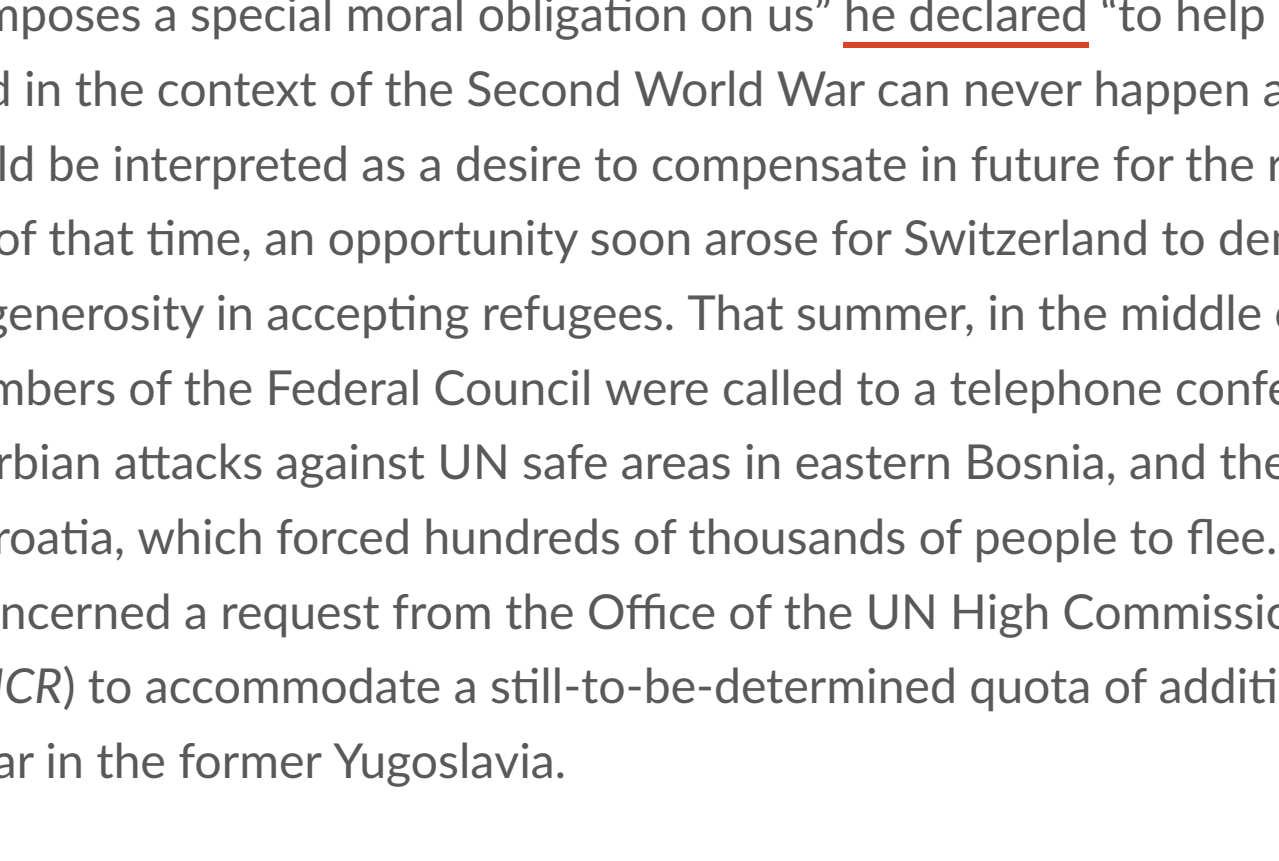 mposes a special moral obligation on us” he declared “to help
in the context of the Second World War can never happen
ld be interpreted as a desire to compensate in future for the
of that time, an opportunity soon arose for Switzerland to der
generosity in accepting refugees. That summer, in the middle
mbers of the Federal Council were called to a telephone confe
rbian attacks against UN safe areas in eastern Bosnia, and the
roatia, which forced hundreds of thousands of people to flee.
ncerned a request from the Office of the UN High Commissio
CR) to accommodate a still-to-be-determined quota of additi
ar in the former Yugoslavia.